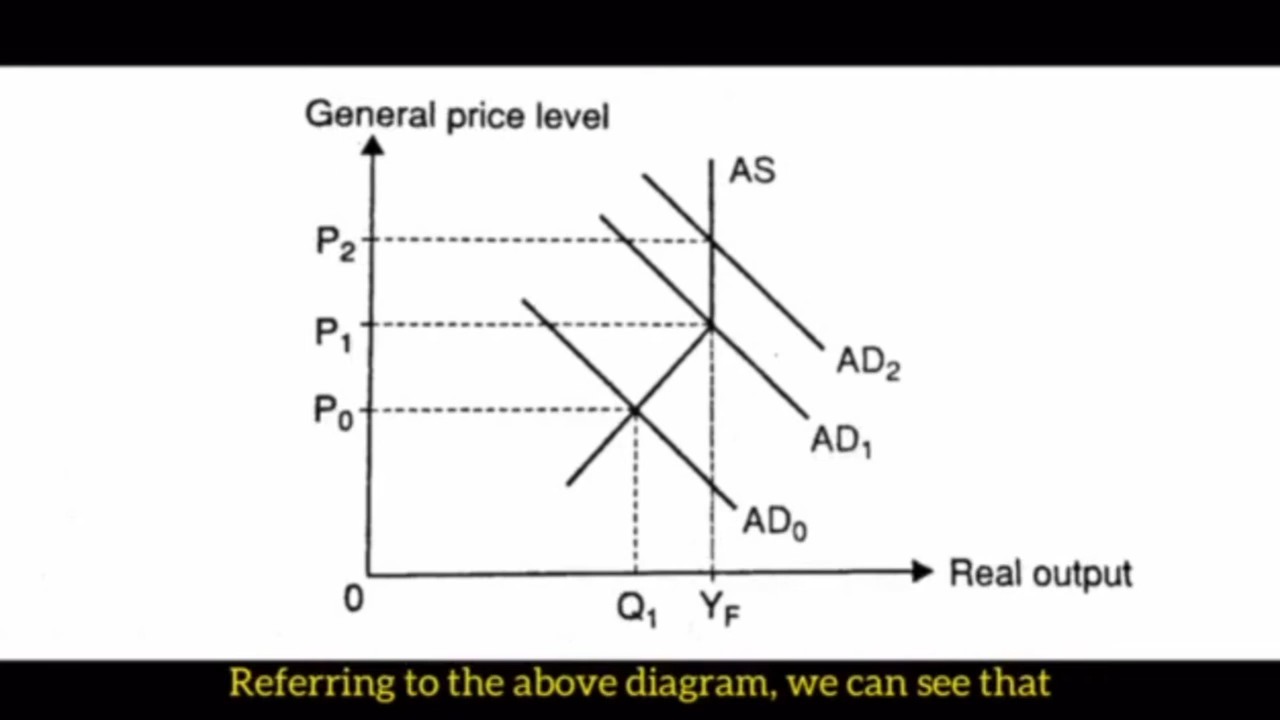 General price level
AS
P₂
P₁
AD₂
P₀
AD₁
AD₀
Real output
0
Q₁
Y_F
Referring to the above diagram, we can see that